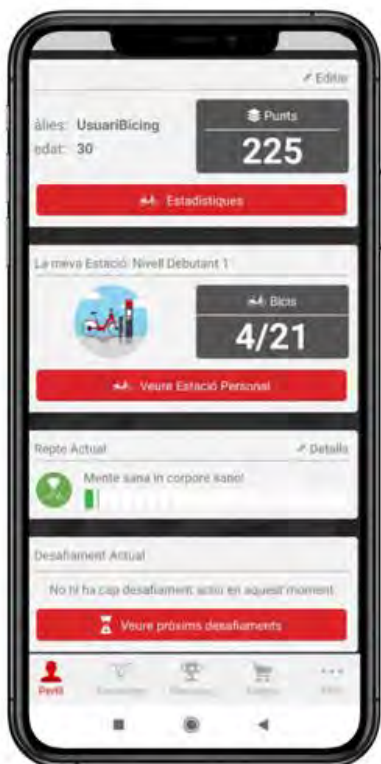 Editar
àlies: UsuariBicing
edat: 30
Punts
225
Estadístiques
La meva Estació: Nivell Debutant 1
Bicis
4/21
Veure Estació Personal
Repte Actual
Detalls
Mente sana in corpore sano!
Desafiament Actual
No hi ha cap desafiament actiu en aquest moment
Veure pròxims desafiaments
Perfil